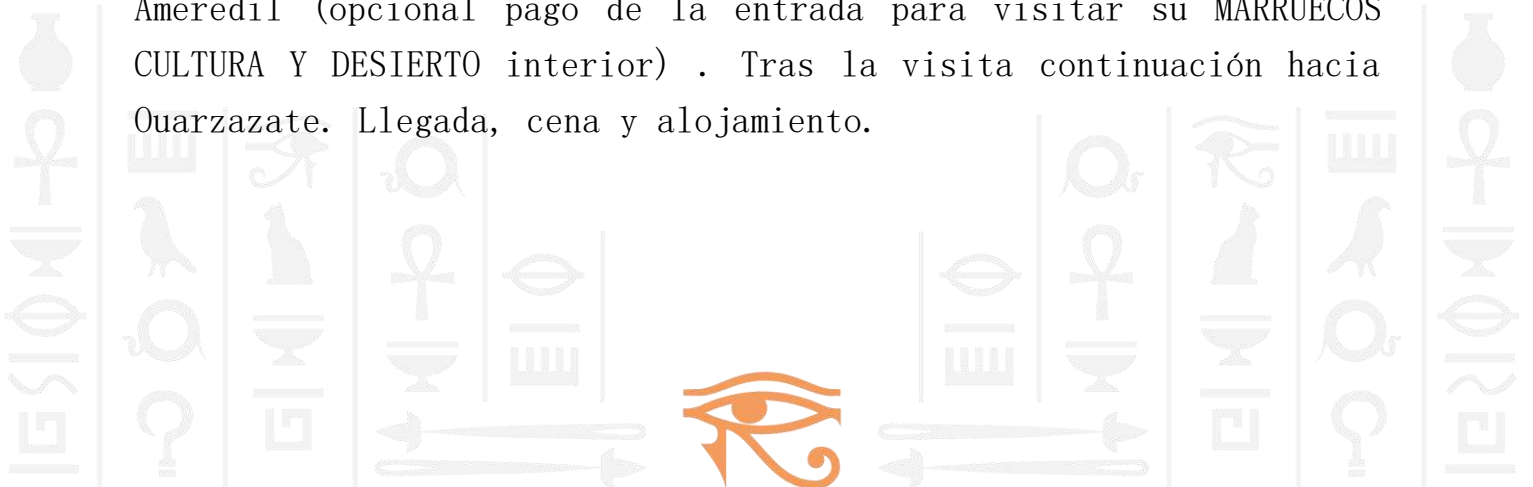 Ameredil (opcional pago de la entrada para visitar su MARRUECOS
CULTURA Y DESIERTO interior) . Tras la visita continuación hacia
Ouarzazate. Llegada, cena y alojamiento.